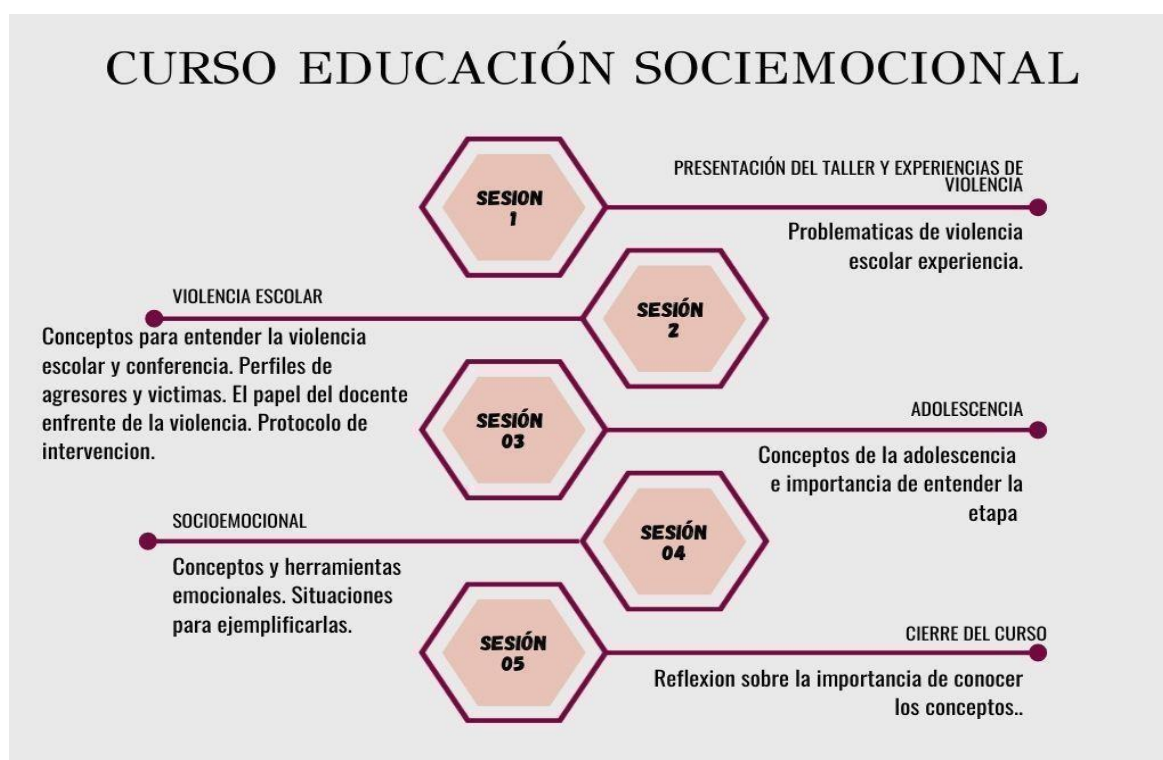 CURSO EDUCACIÓN SOCIEMOCIONAL
SESION
1
PRESENTACIÓN DEL TALLER Y EXPERIENCIAS DE
VIOLENCIA
Problematicas de violencia
escolar experiencia.
SESIÓN
2
VIOLENCIA ESCOLAR
Conceptos para entender la violencia
escolar y conferencia. Perfiles de
agresores y victimas. El papel del docente
enfrente de la violencia. Protocolo de
intervencion.
SESIÓN
03
ADOLESCENCIA
Conceptos de la adolescencia
e importancia de entender la
etapa
SESIÓN
04
SOCIOEMOCIONAL
Conceptos y herramientas
emocionales. Situaciones
para ejemplificarlas.
SESIÓN
05
CIERRE DEL CURSO
Reflexion sobre la importancia de conocer
los conceptos..